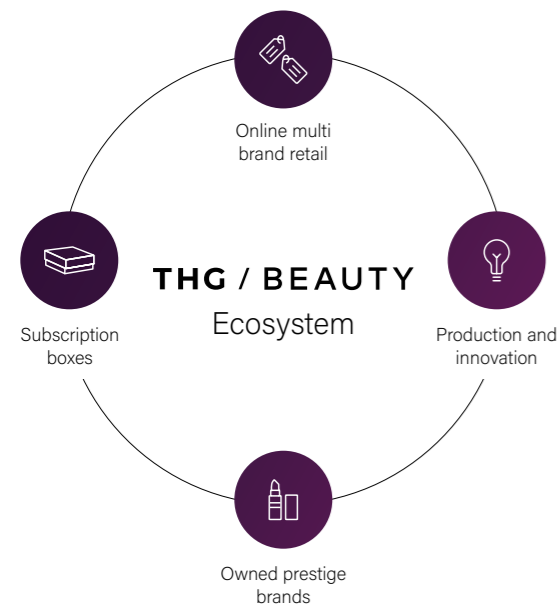 Online multi
brand retail
THG / BEAUTY
Ecosystem
Subscription
boxes
Production and
innovation
Owned prestige
brands